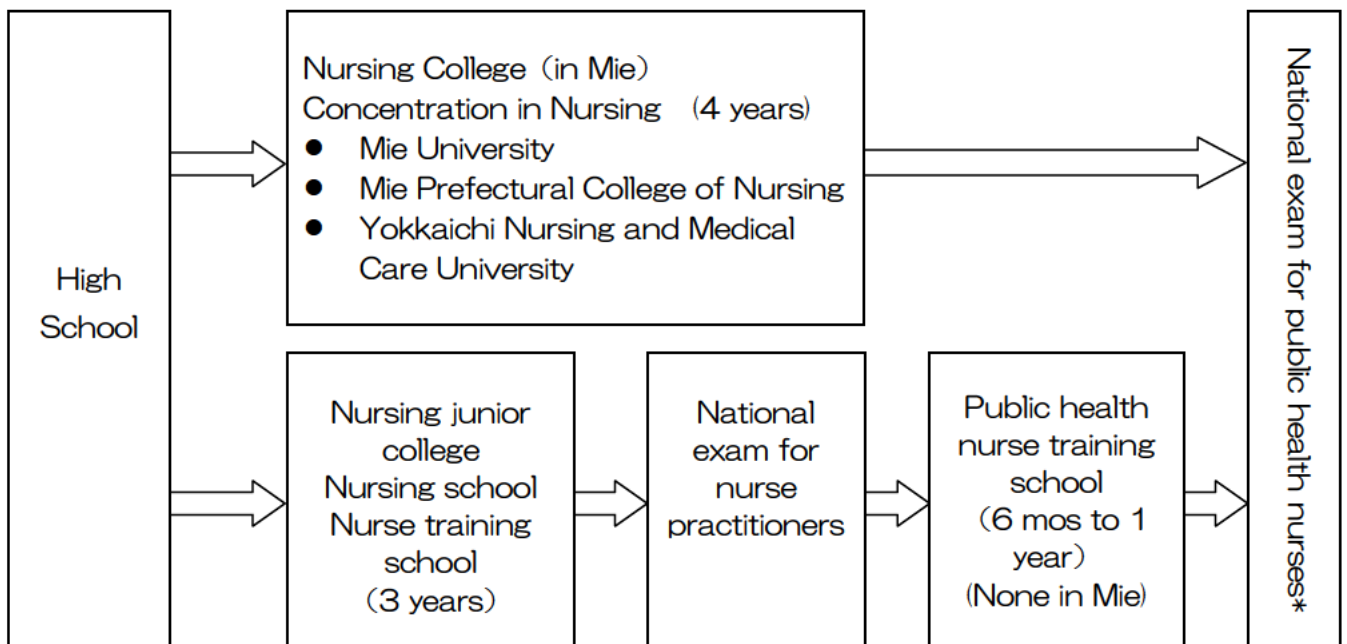 High
School
Nursing College（in Mie）
Concentration in Nursing (4 years)
● Mie University
● Mie Prefectural College of Nursing
● Yokkaichi Nursing and Medical
Care University
Nursing junior
college
Nursing school
Nurse training
school
（3 years）
National
exam for
nurse
practitioners
Public health
nurse training
school
（6 mos to 1
year）
(None in Mie)
National exam for public health nurses*